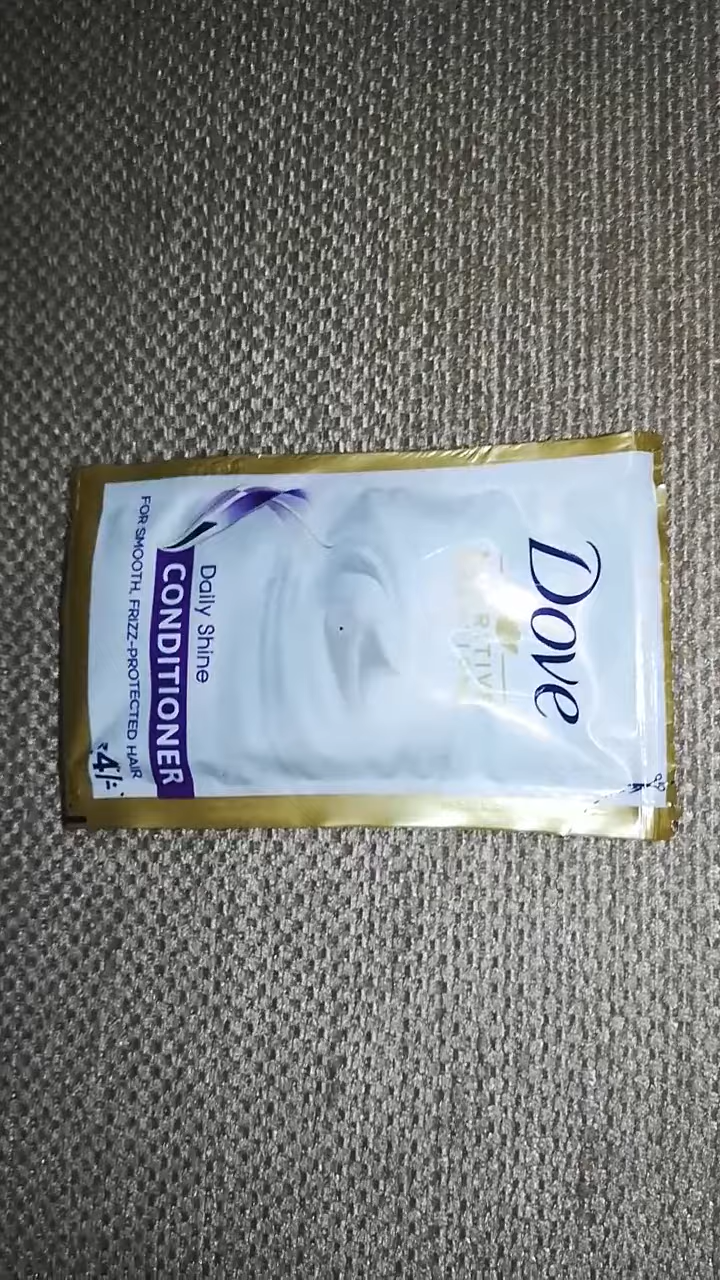 Dove
Daily Shine
CONDITIONER
FOR SMOOTH, FRIZZ-PROTECTED HAIR
₹4/-